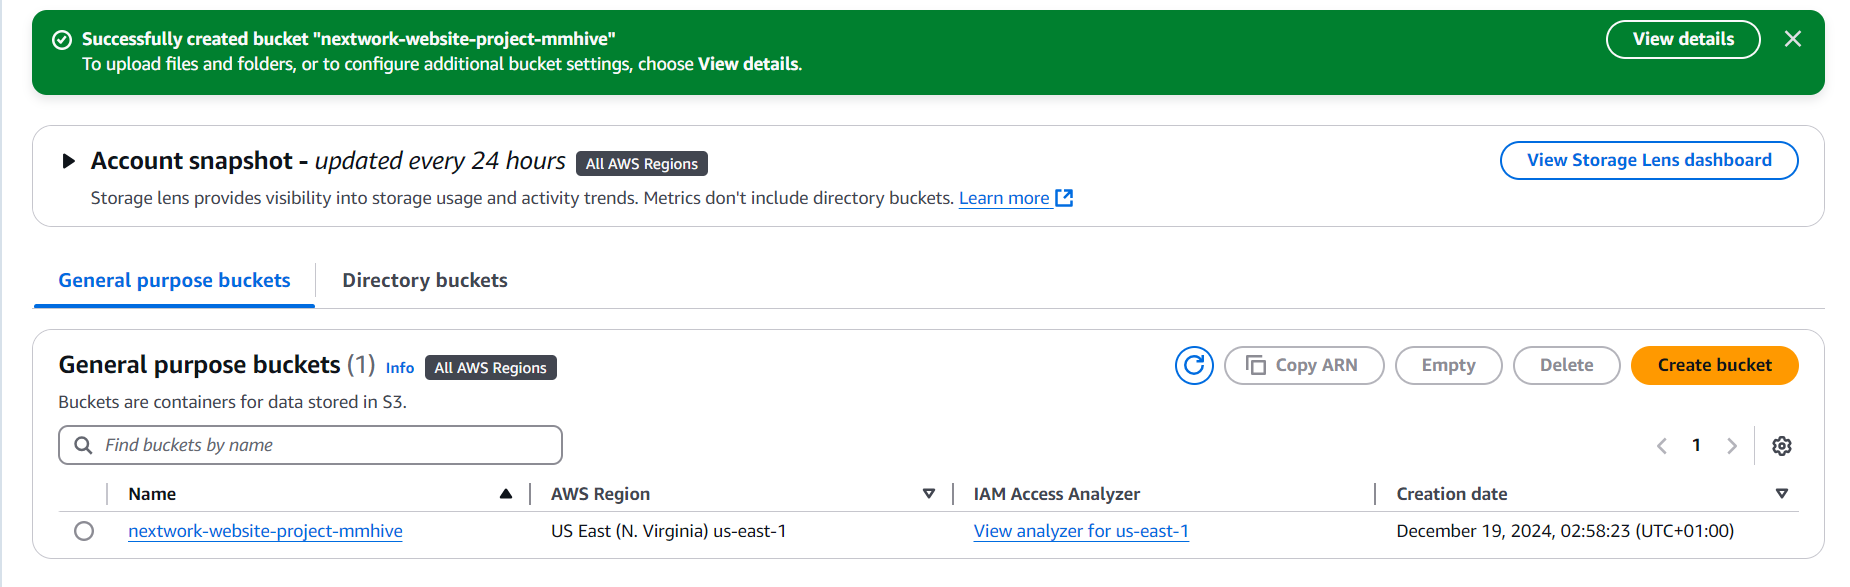 Successfully created bucket "nextwork-website-project-mmhive"
To upload files and folders, or to configure additional bucket settings, choose View details.
View details
Account snapshot - updated every 24 hours All AWS Regions
View Storage Lens dashboard
Storage lens provides visibility into storage usage and activity trends. Metrics don't include directory buckets. Learn more
General purpose buckets Directory buckets
General purpose buckets (1) Info All AWS Regions
Copy ARN Empty Delete Create bucket
Buckets are containers for data stored in S3.
Find buckets by name
1
Name AWS Region IAM Access Analyzer Creation date
nextwork-website-project-mmhive US East (N. Virginia) us-east-1 View analyzer for us-east-1 December 19, 2024, 02:58:23 (UTC+01:00)